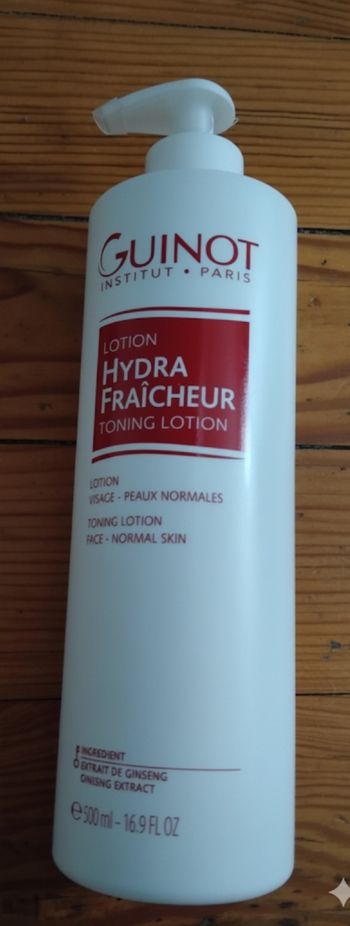 GUINOT
INSTITUT • PARIS
LOTION
HYDRA
FRAÎCHEUR
TONING LOTION
LOTION
VISAGE - PEAUX NORMALES
TONING LOTION
FACE - NORMAL SKIN
INGREDIENT
EXTRAIT DE GINSENG
GINSENG EXTRACT
℮ 500 ml - 16.9 FL OZ